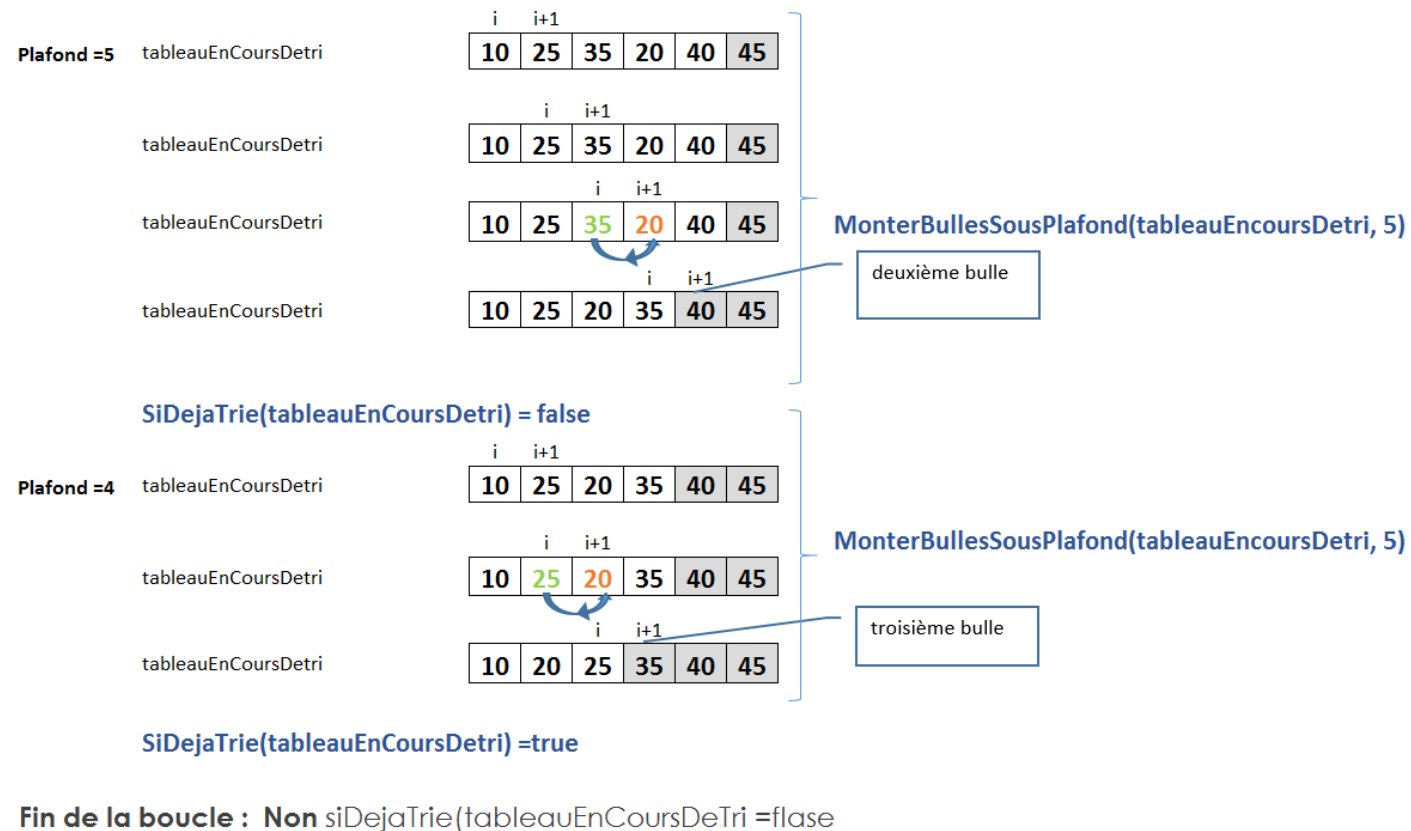 i i+1
Plafond =5 tableauEnCoursDetri 10 25 35 20 40 45
i i+1
tableauEnCoursDetri 10 25 35 20 40 45
i i+1
tableauEnCoursDetri 10 25 35 20 40 45
MonterBullesSousPlafond(tableauEncoursDetri, 5)
deuxième bulle
i i+1
tableauEnCoursDetri 10 25 20 35 40 45
SiDejaTrie(tableauEnCoursDetri) = false
i i+1
Plafond =4 tableauEnCoursDetri 10 25 20 35 40 45
i i+1
MonterBullesSousPlafond(tableauEncoursDetri, 5)
tableauEnCoursDetri 10 25 20 35 40 45
i i+1
troisième bulle
tableauEnCoursDetri 10 20 25 35 40 45
SiDejaTrie(tableauEnCoursDetri) =true
Fin de la boucle : Non siDejaTrie(tableauEnCoursDeTri =flase